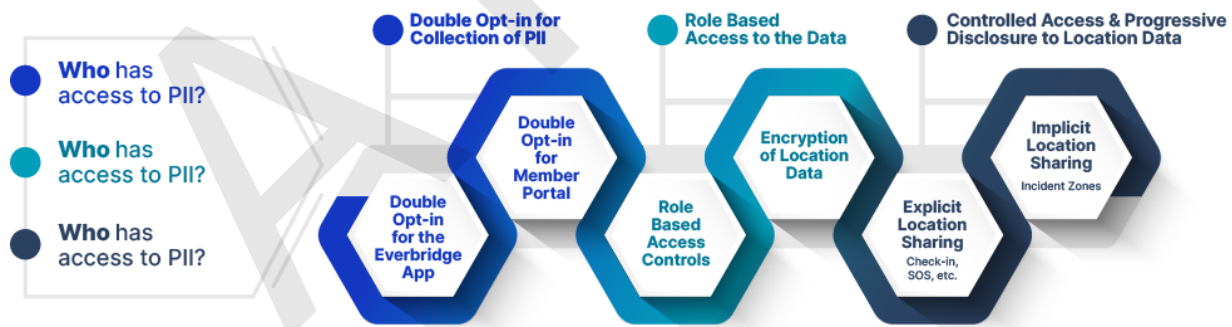 Who has
access to PII?
Who has
access to PII?
Who has
access to PII?
Double Opt-in for
Collection of PII
Role Based
Access to the Data
Controlled Access & Progressive
Disclosure to Location Data
Double
Opt-in
for the
Everbridge
App
Double
Opt-in
for
Member
Portal
Role
Based
Access
Controls
Encryption
of Location
Data
Explicit
Location
Sharing
Check-in,
SOS, etc.
Implicit
Location
Sharing
Incident Zones